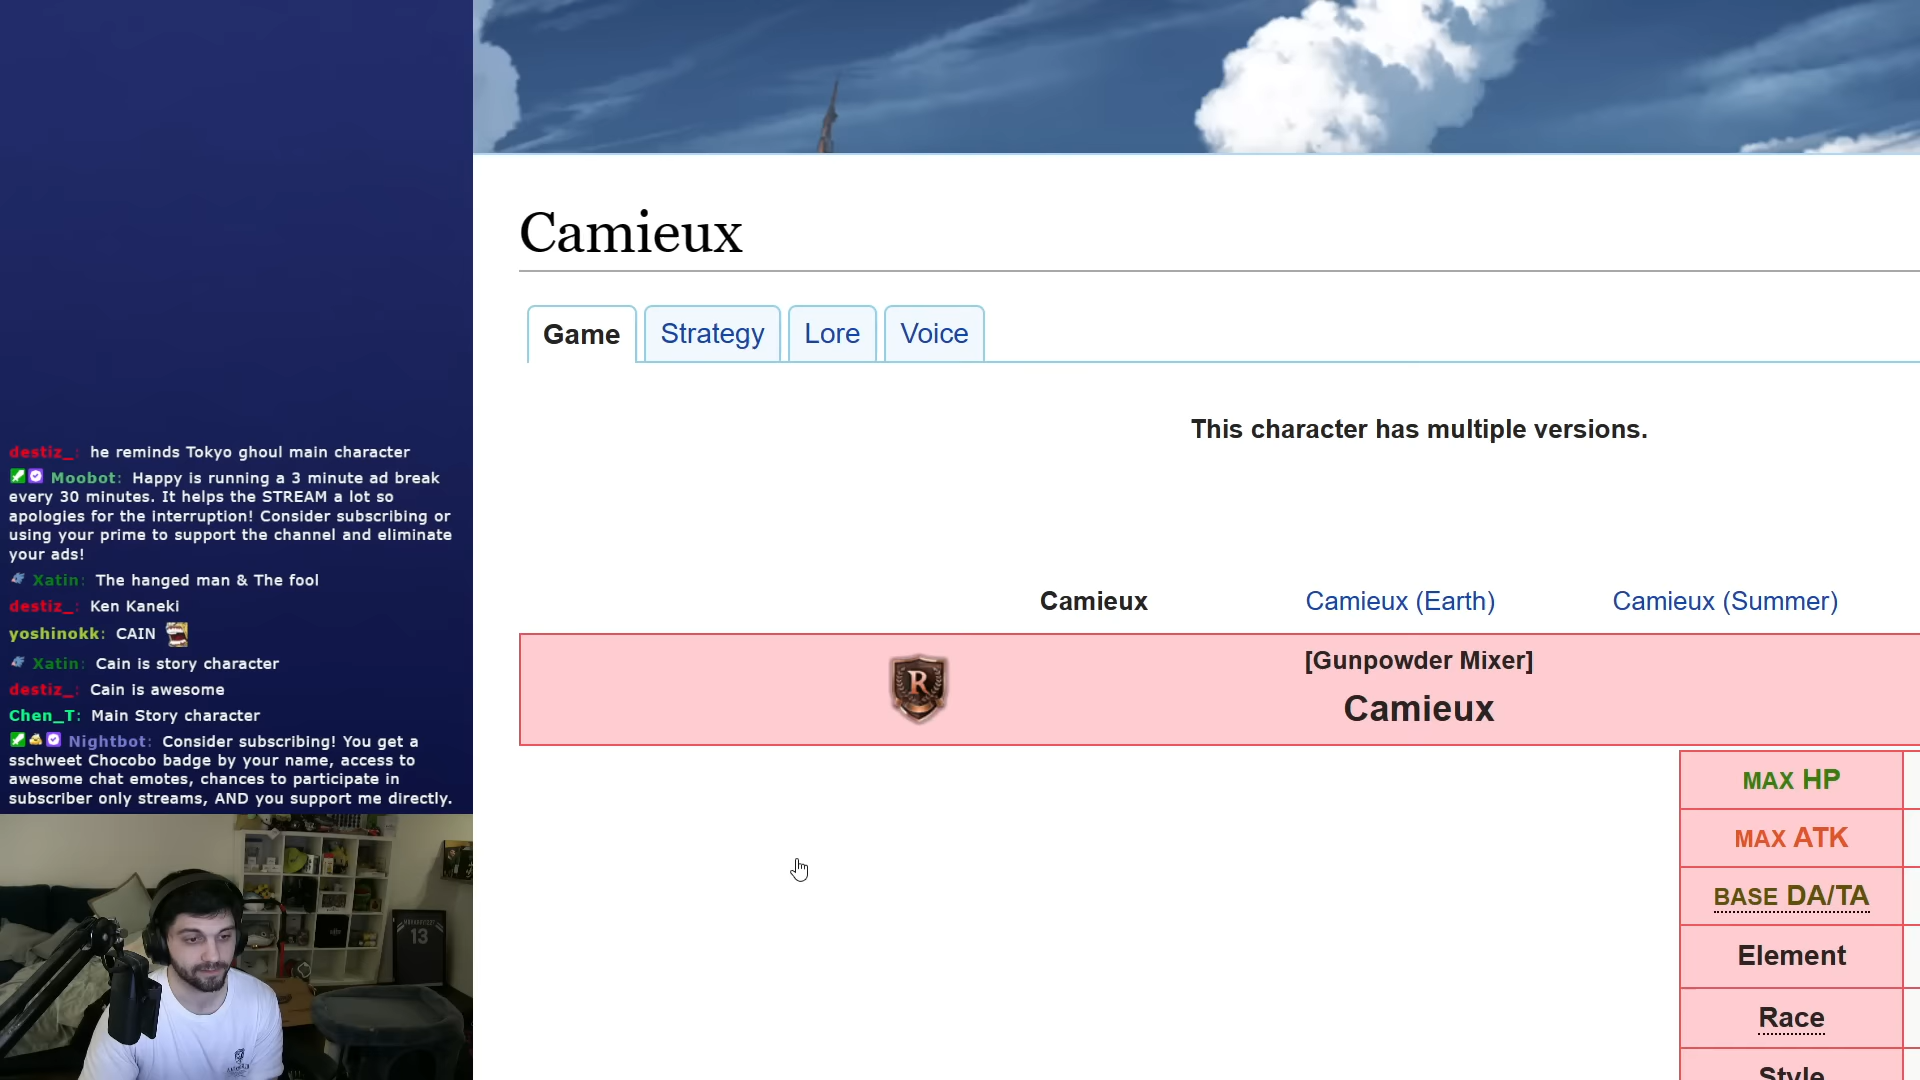 destiz_: he reminds Tokyo ghoul main character
Moobot: Happy is running a 3 minute ad break
every 30 minutes. It helps the STREAM a lot so
apologies for the interruption! Consider subscribing or
using your prime to support the channel and eliminate
your ads!
Xatin: The hanged man & The fool
destiz_: Ken Kaneki
yoshinokk: CAIN
Xatin: Cain is story character
destiz_: Cain is awesome
Chen_T: Main Story character
Nightbot: Consider subscribing! You get a
sschweet Chocobo badge by your name, access to
awesome chat emotes, chances to participate in
subscriber only streams, AND you support me directly.
13
Camieux
Game
Strategy
Lore
Voice
This character has multiple versions.
Camieux
Camieux (Earth)
Camieux (Summer)
R
[Gunpowder Mixer]
Camieux
MAX HP
MAX ATK
BASE DA/TA
Element
Race
Style